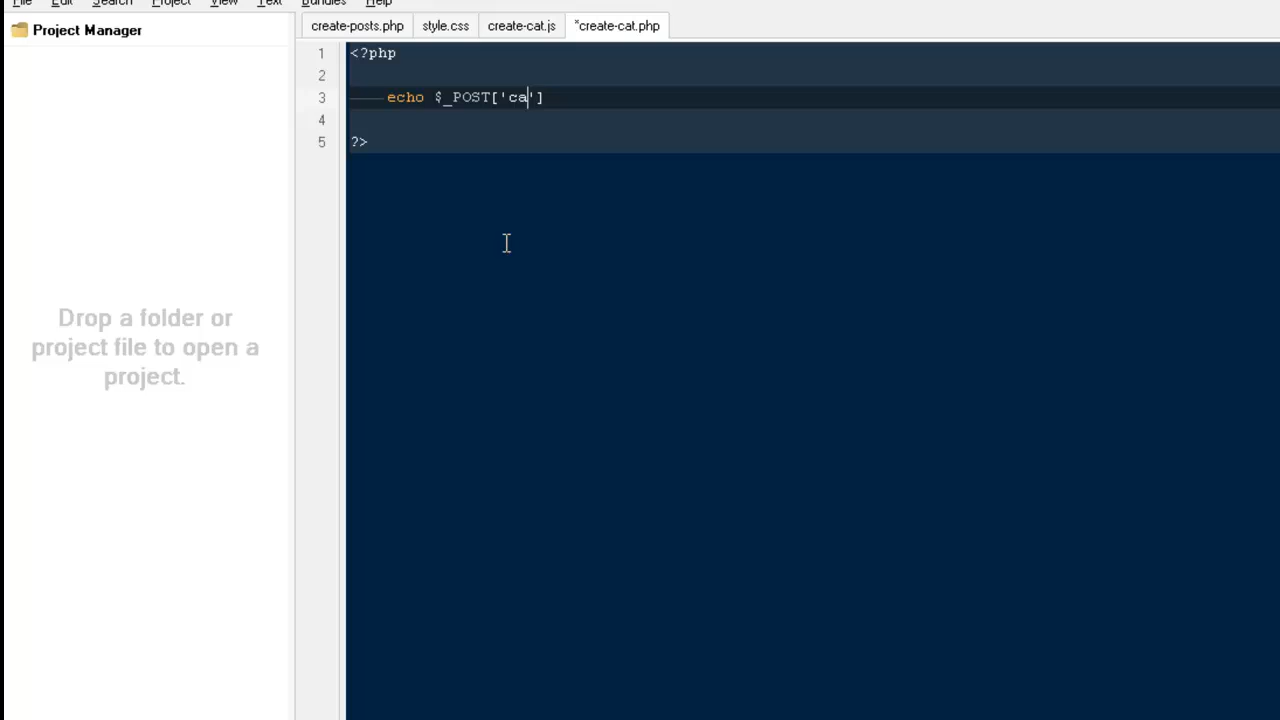 File Edit Search Project View Text Bundles Help
Project Manager
create-posts.php style.css create-cat.js *create-cat.php
1 <?php
2
3 echo $_POST['ca']
4
5 ?>
Drop a folder or
project file to open a
project.